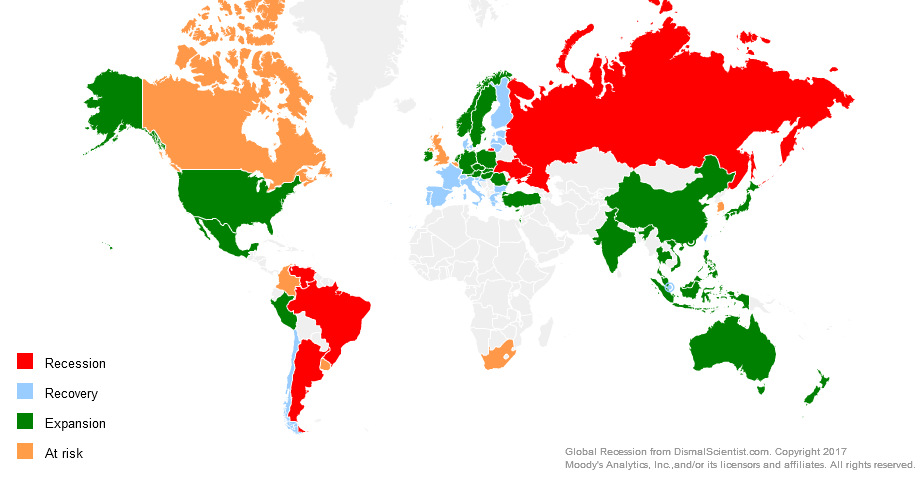 Recession
Recovery
Expansion
At risk
Global Recession from DismalScientist.com. Copyright 2017
Moody's Analytics, Inc.,and/or its licensors and affiliates. All rights reserved.